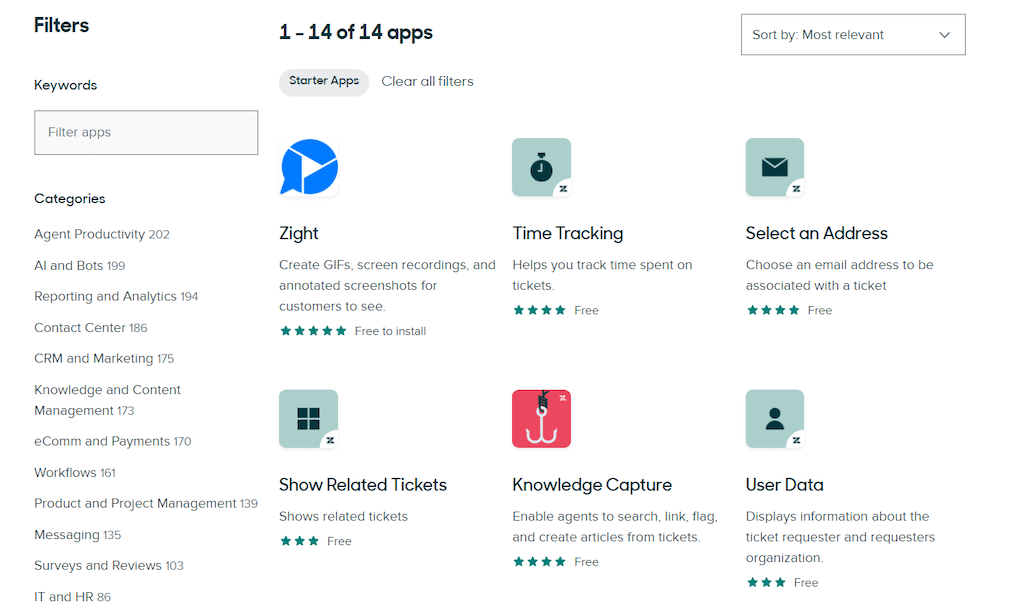 Filters
Keywords
Filter apps
Categories
Agent Productivity 202
AI and Bots 199
Reporting and Analytics 194
Contact Center 186
CRM and Marketing 175
Knowledge and Content
Management 173
eComm and Payments 170
Workflows 161
Product and Project Management 139
Messaging 135
Surveys and Reviews 103
IT and HR 86
1 - 14 of 14 apps
Sort by: Most relevant
Starter Apps Clear all filters
Zight
Create GIFs, screen recordings, and
annotated screenshots for
customers to see.
Free to install
Time Tracking
Helps you track time spent on
tickets.
Free
Select an Address
Choose an email address to be
associated with a ticket
Free
Show Related Tickets
Shows related tickets
Free
Knowledge Capture
Enable agents to search, link, flag,
and create articles from tickets.
Free
User Data
Displays information about the
ticket requester and requesters
organization.
Free